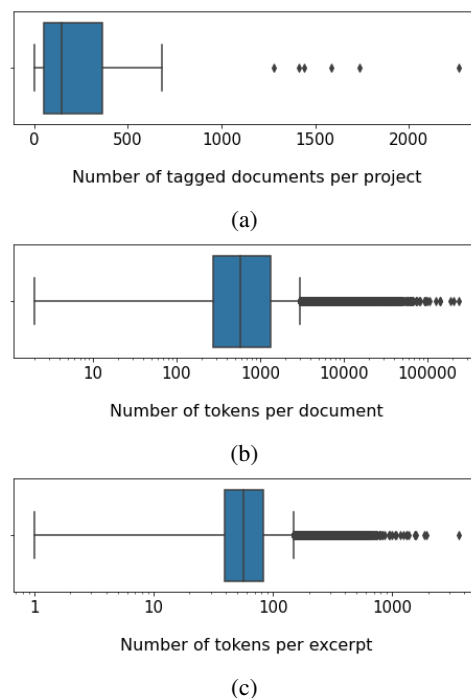 0 500 1000 1500 2000
Number of tagged documents per project
(a)
10 100 1000 10000 100000
Number of tokens per document
(b)
1 10 100 1000
Number of tokens per excerpt
(c)